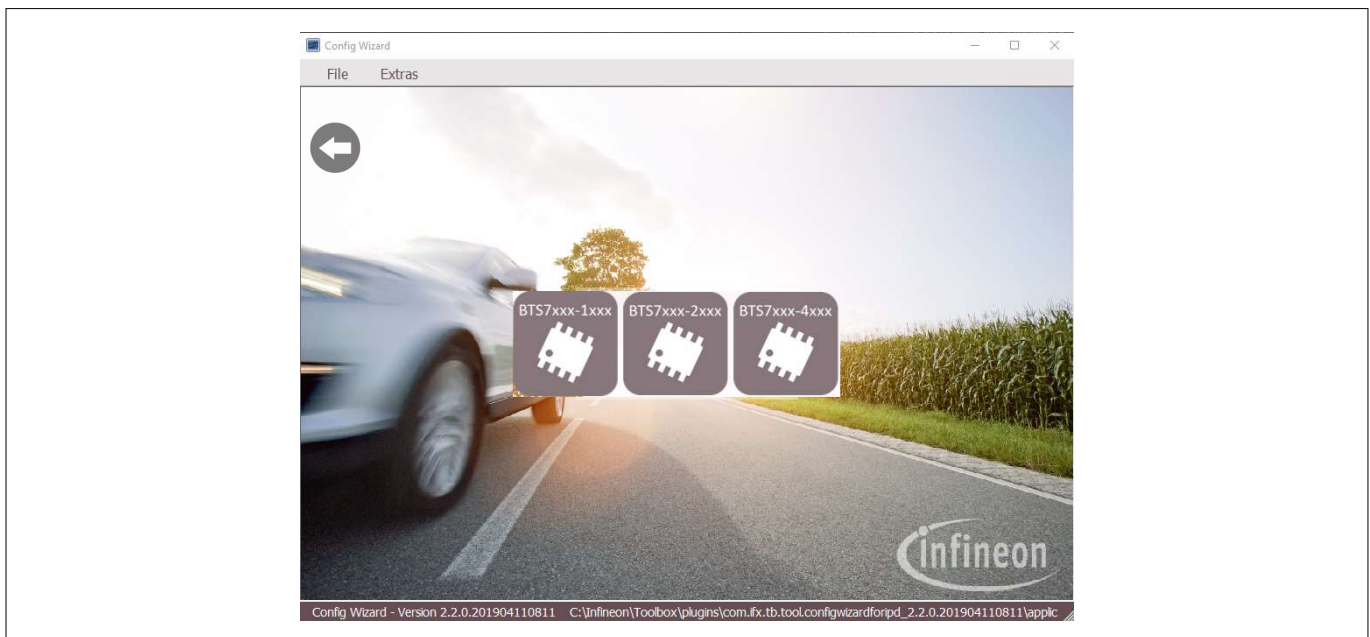 Config Wizard
File Extras
BTS7xxx-1xxx BTS7xxx-2xxx BTS7xxx-4xxx
infineon
Config Wizard - Version 2.2.0.201904110811 C:\Infineon\Toolbox\plugins\com.ifx.tb.tool.configwizardforipd_2.2.0.201904110811\applic